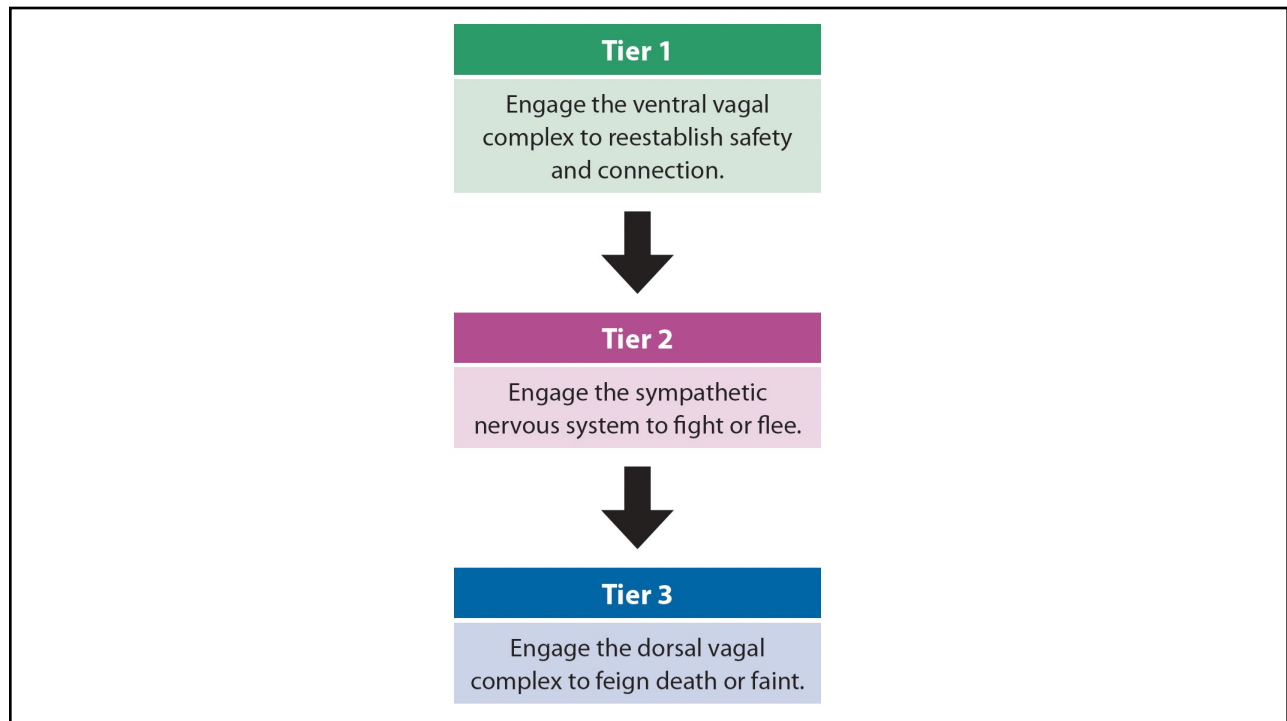 Tier 1
Engage the ventral vagal
complex to reestablish safety
and connection.
Tier 2
Engage the sympathetic
nervous system to fight or flee.
Tier 3
Engage the dorsal vagal
complex to feign death or faint.